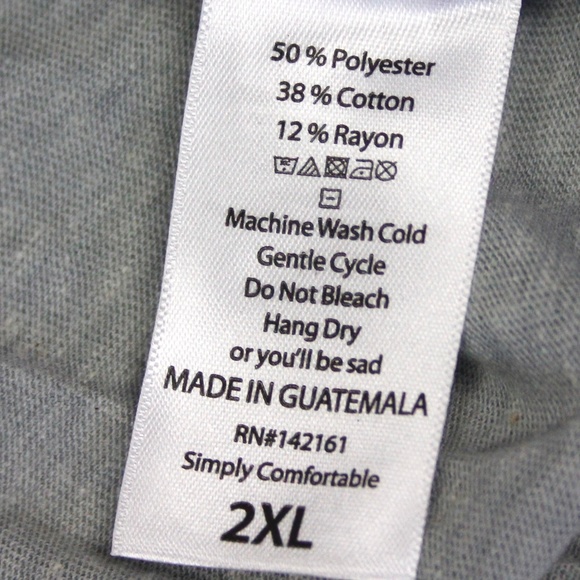 50 % Polyester
38 % Cotton
12 % Rayon
Machine Wash Cold
Gentle Cycle
Do Not Bleach
Hang Dry
or you'll be sad
MADE IN GUATEMALA
RN#142161
Simply Comfortable
2XL